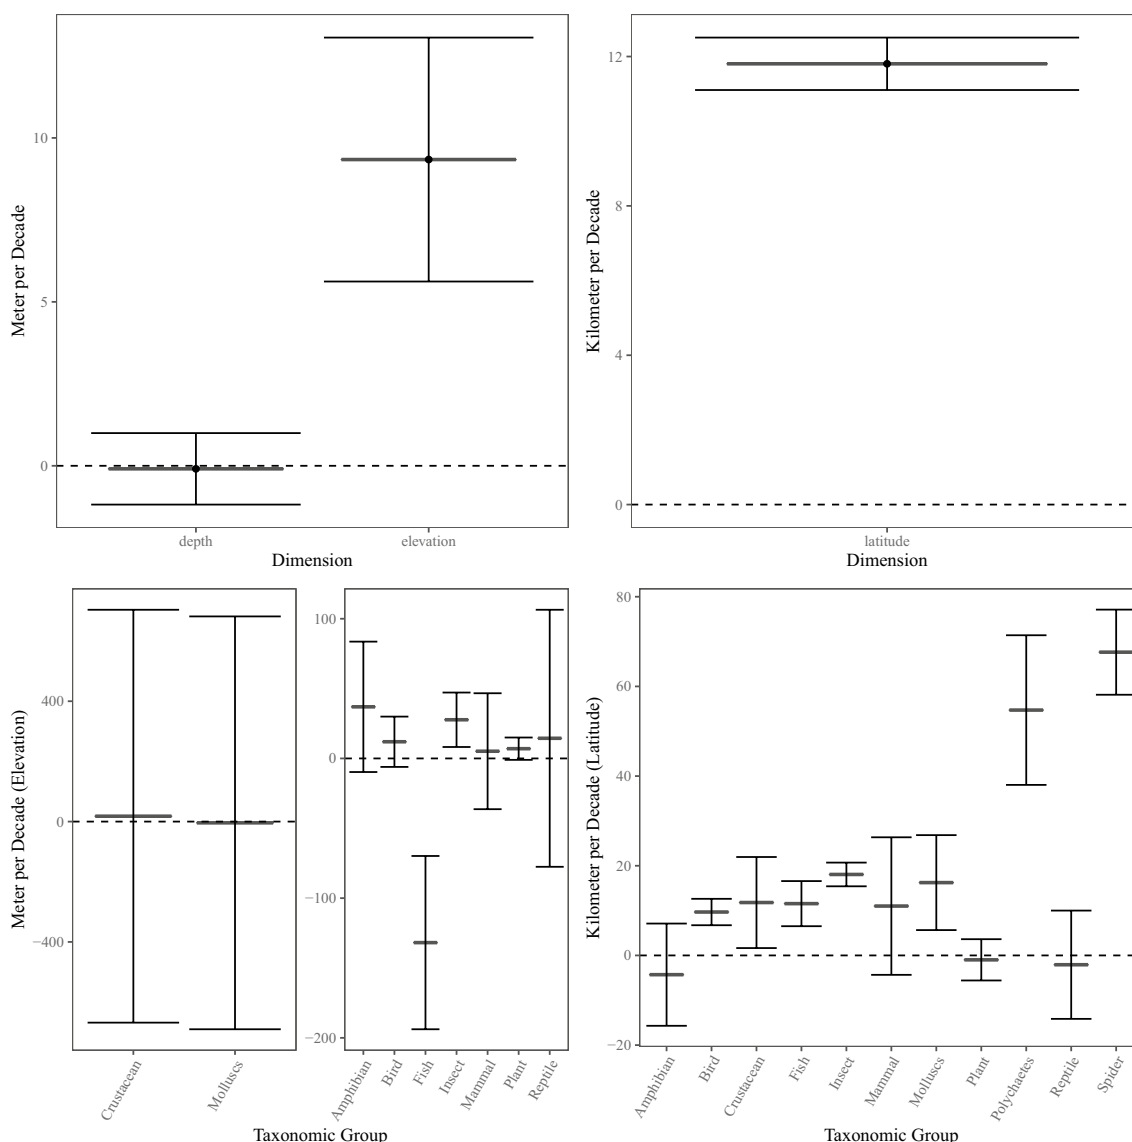 Meter per Decade
10
5
0
depth
elevation
Dimension
Kilometer per Decade
12
8
4
0
latitude
Dimension
Meter per Decade (Elevation)
400
0
−400
Crustacean
Molluscs
100
0
−100
−200
Amphibian
Bird
Fish
Insect
Mammal
Plant
Reptile
Taxonomic Group
Kilometer per Decade (Latitude)
80
60
40
20
0
−20
Amphibian
Bird
Crustacean
Fish
Insect
Mammal
Molluscs
Plant
Polychaetes
Reptile
Spider
Taxonomic Group